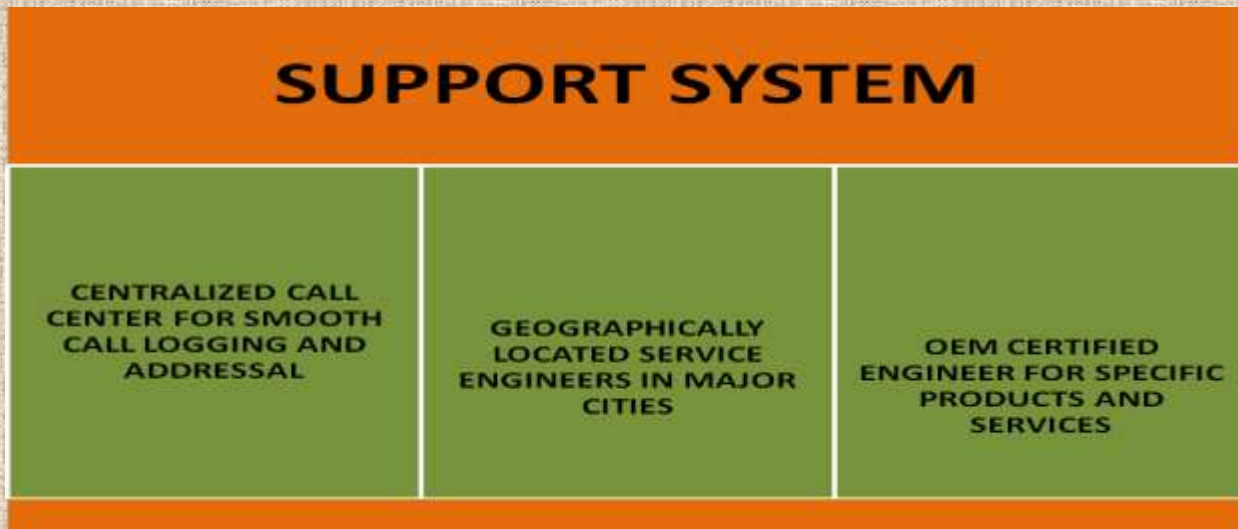 SUPPORT SYSTEM
CENTRALIZED CALL
CENTER FOR SMOOTH
CALL LOGGING AND
ADDRESSAL
GEOGRAPHICALLY
LOCATED SERVICE
ENGINEERS IN MAJOR
CITIES
OEM CERTIFIED
ENGINEER FOR SPECIFIC
PRODUCTS AND
SERVICES